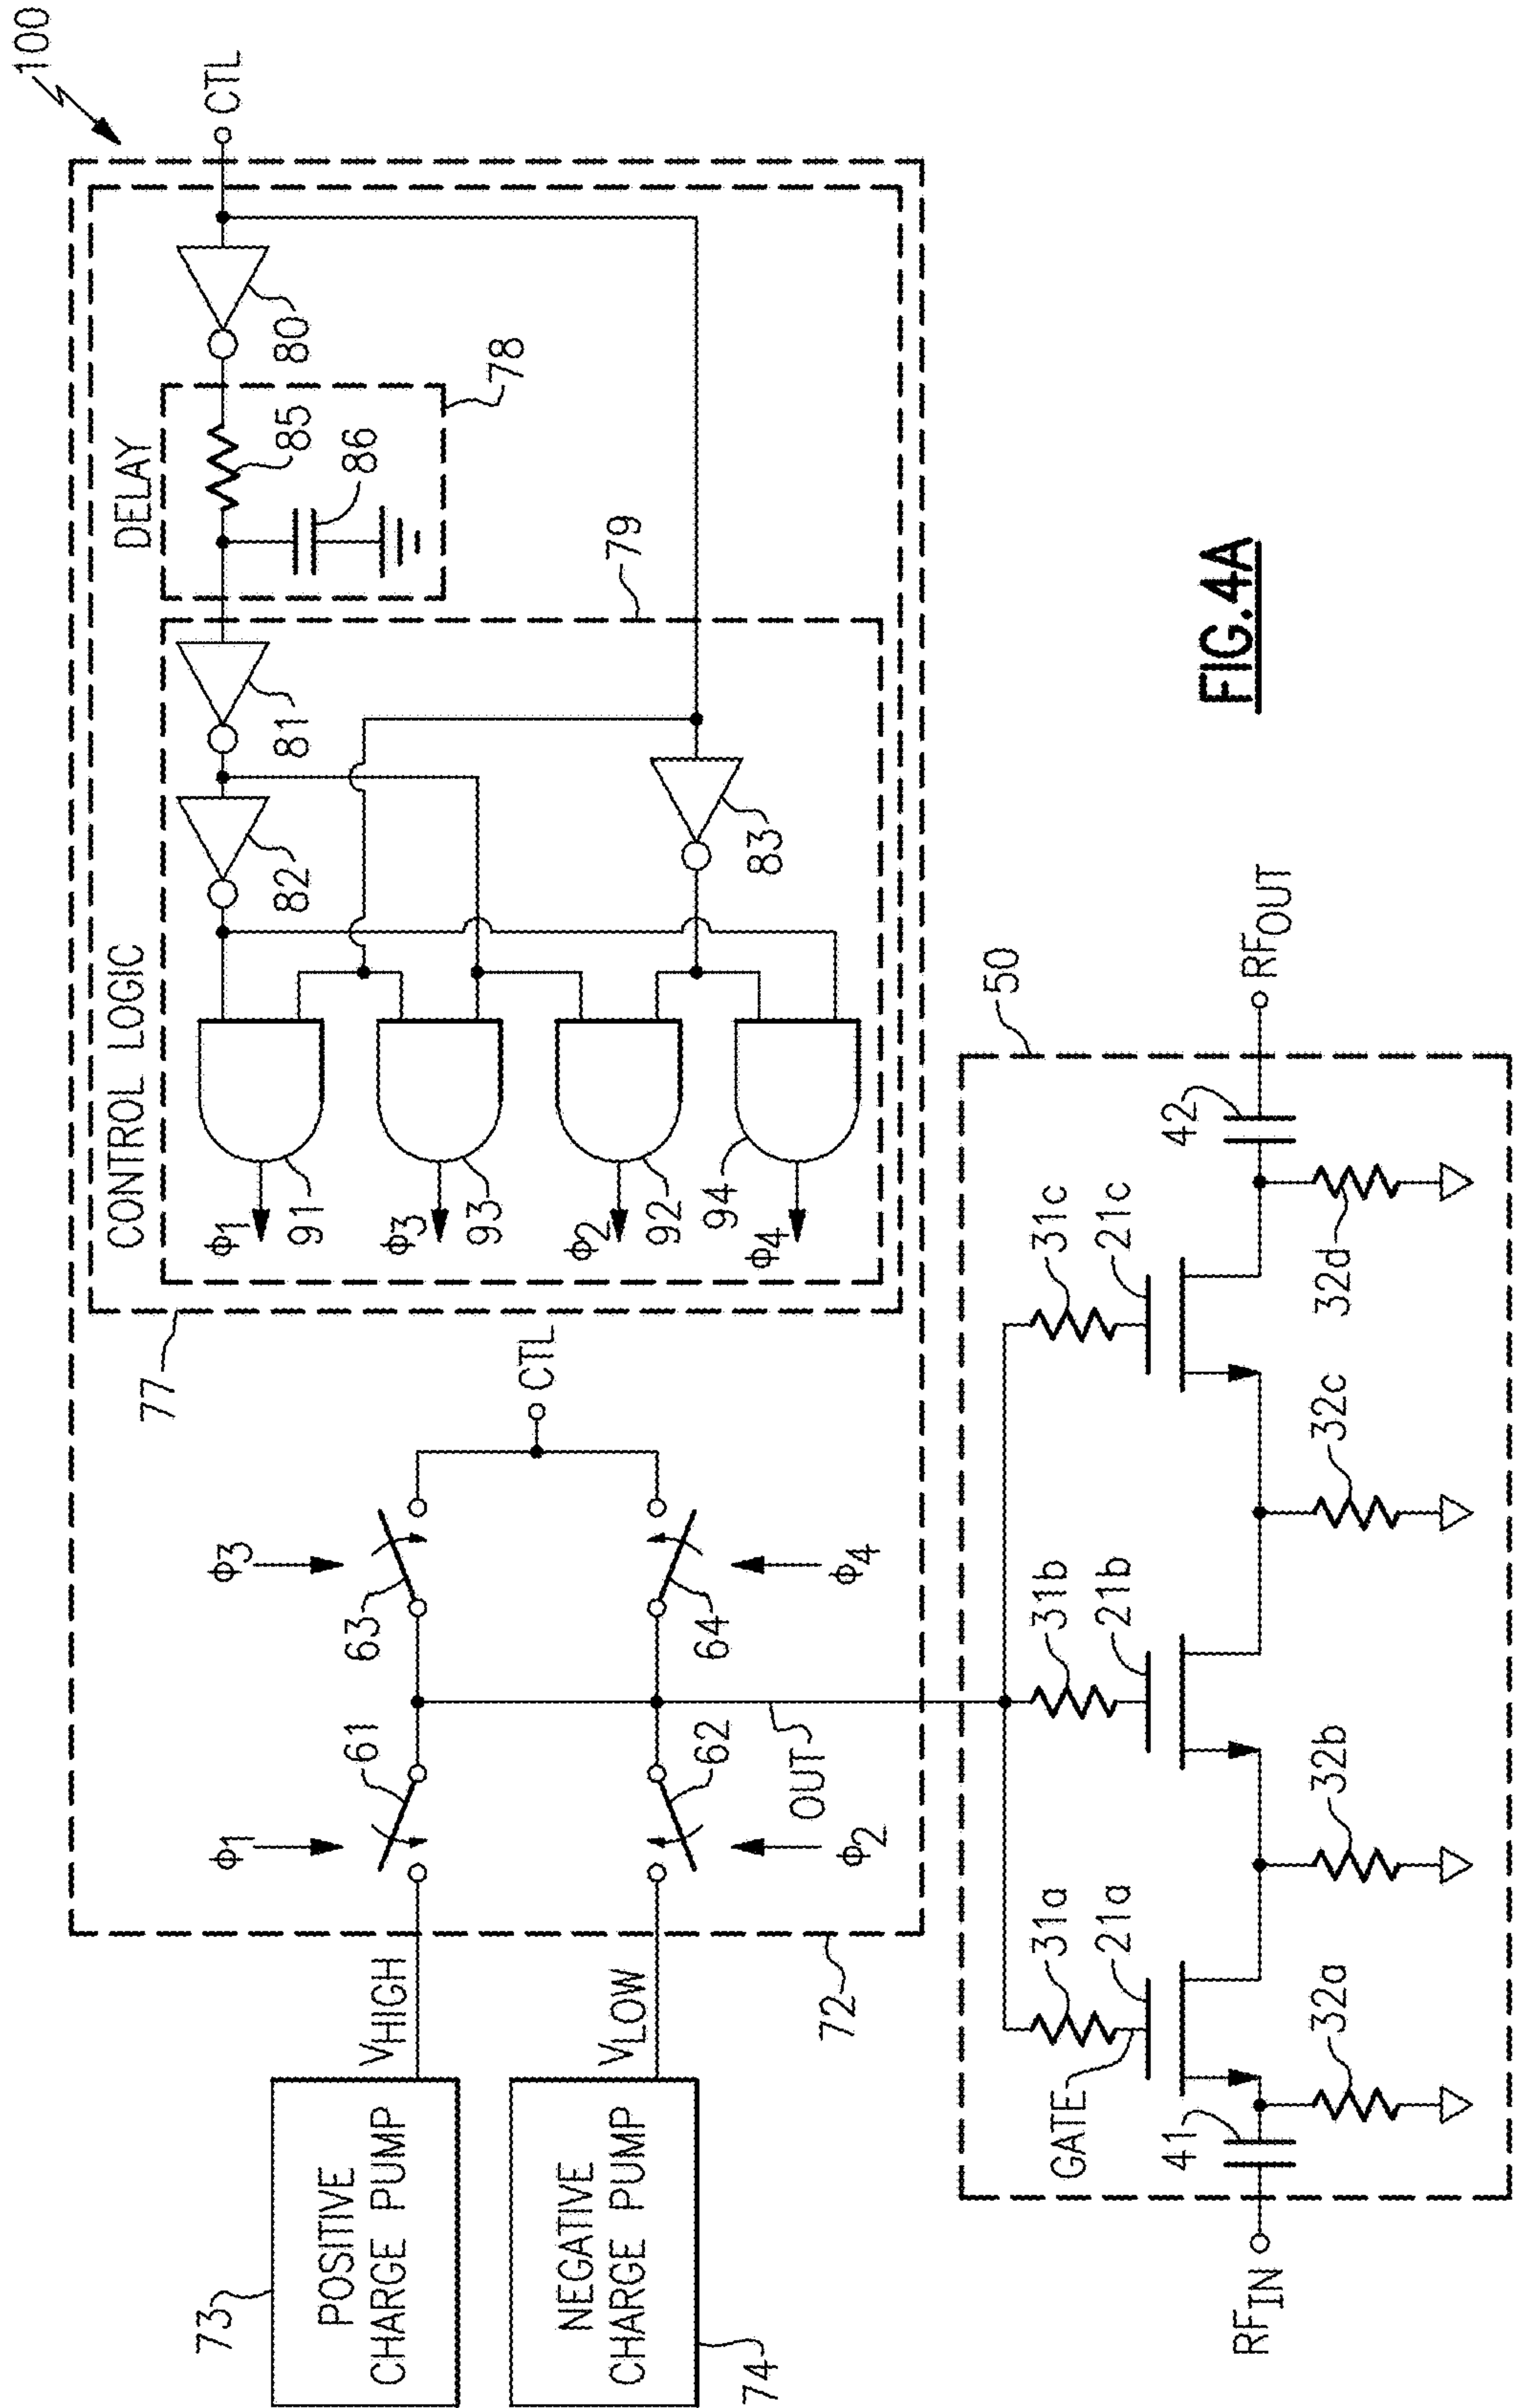 100
CTL
DELAY
80
85
86
78
79
81
82
83
CONTROL LOGIC
Φ1
91
Φ3
93
Φ2
92
94
Φ4
77
CTL
Φ3
63
64
Φ4
Φ1
61
62
Φ2
OUT
72
VHIGH
VLOW
73
POSITIVE
CHARGE PUMP
NEGATIVE
CHARGE PUMP
74
50
RFOUT
42
31c
21c
32d
32c
31b
21b
32b
31a
21a
32a
GATE
41
RFIN
FIG.4A